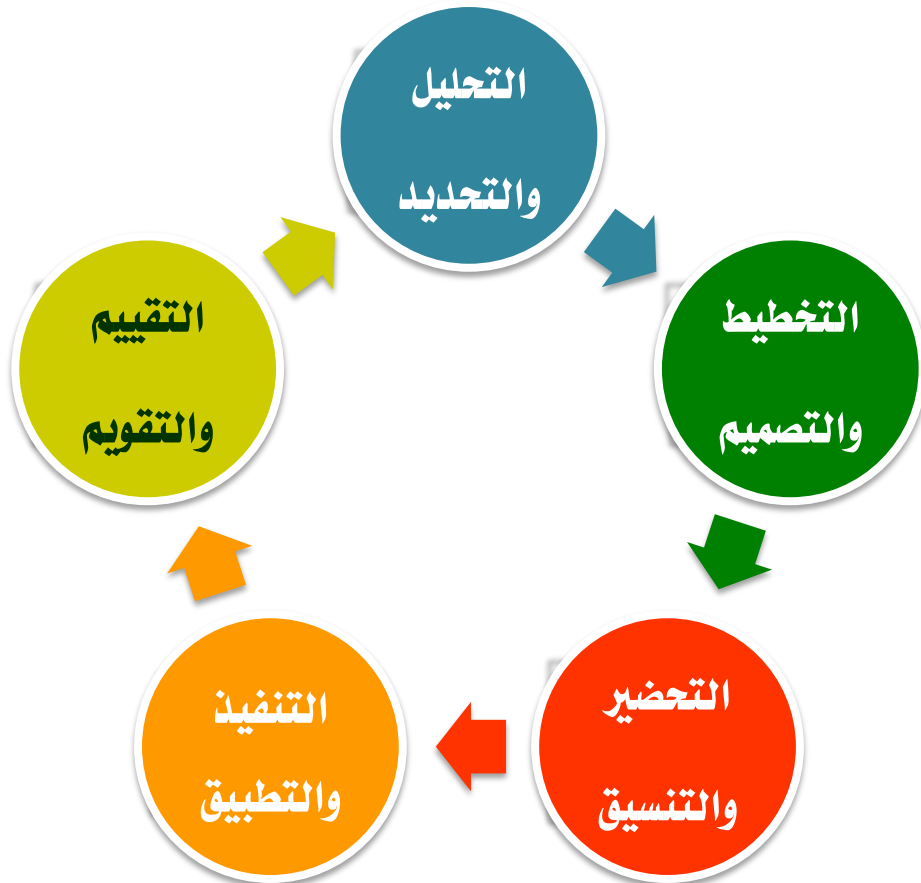 التحليل
والتحديد
التخطيط
والتصميم
التحضير
والتنسيق
التنفيذ
والتطبيق
التقييم
والتقويم